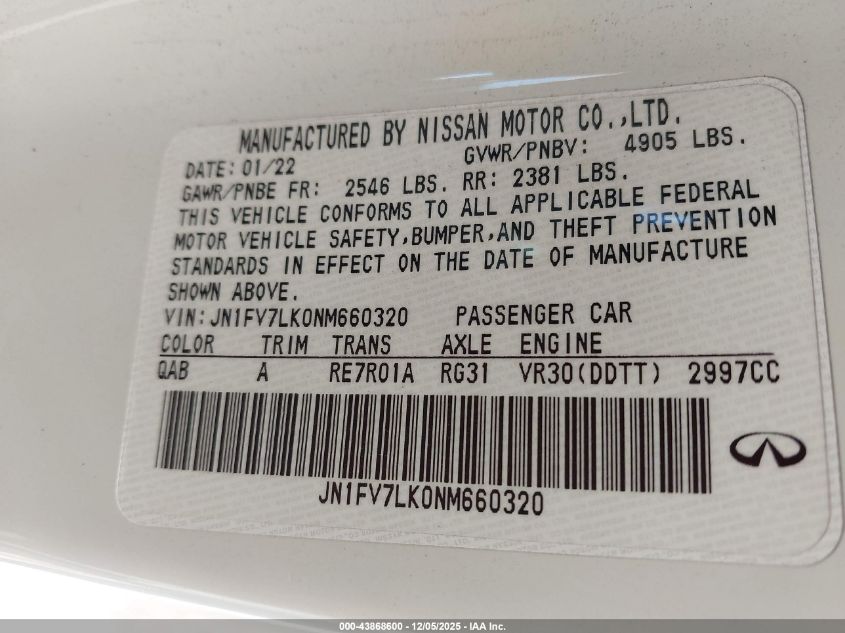 MANUFACTURED BY NISSAN MOTOR CO.,LTD.
DATE: 01/22 GVWR/PNBV: 4905 LBS.
GAWR/PNBE FR: 2546 LBS. RR: 2381 LBS.
THIS VEHICLE CONFORMS TO ALL APPLICABLE FEDERAL
MOTOR VEHICLE SAFETY,BUMPER,AND THEFT PREVENTION
STANDARDS IN EFFECT ON THE DATE OF MANUFACTURE
SHOWN ABOVE.
VIN:JN1FV7LK0NM660320 PASSENGER CAR
COLOR TRIM TRANS AXLE ENGINE
QAB A RE7R01A RG31 VR30(DDTT) 2997CC
JN1FV7LK0NM660320
000-43868600 - 12/05/2025 - IAA Inc.